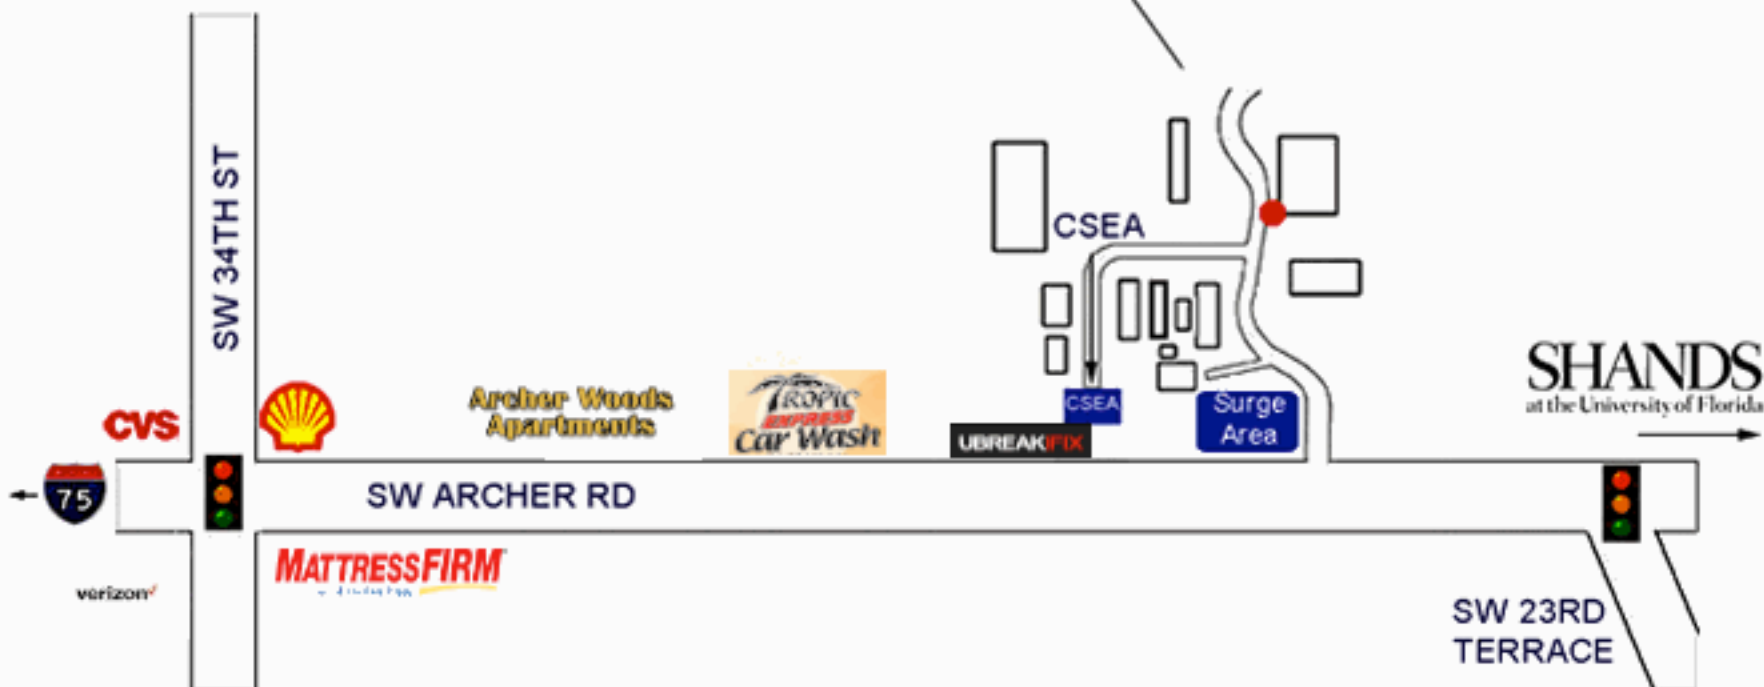 SW 34TH ST
CSEA
SHANDS
at the University of Florida
CVS
Archer Woods
Apartments
TROPIC
EXPRESS
Car Wash
CSEA
Surge
Area
UBREAKIFIX
75
SW ARCHER RD
MATTRESSFIRM
verizon
SW 23RD
TERRACE